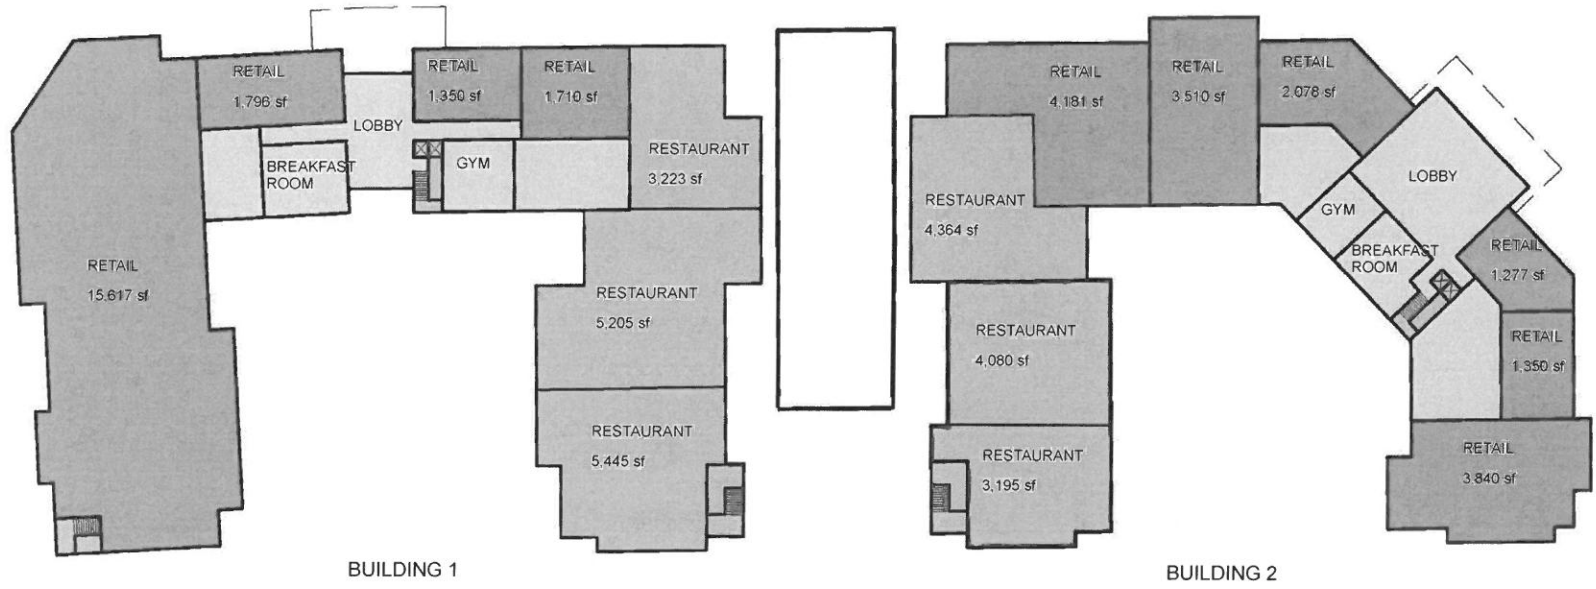 RETAIL
1,796 sf
RETAIL
1,350 sf
RETAIL
1,710 sf
LOBBY
BREAKFAST
ROOM
GYM
RESTAURANT
3,223 sf
RETAIL
15,617 sf
RESTAURANT
5,205 sf
RESTAURANT
5,445 sf
BUILDING 1
RETAIL
4,181 sf
RETAIL
3,510 sf
RETAIL
2,078 sf
LOBBY
RESTAURANT
4,364 sf
GYM
BREAKFAST
ROOM
RETAIL
1,277 sf
RESTAURANT
4,080 sf
RETAIL
1,350 sf
RESTAURANT
3,195 sf
RETAIL
3,840 sf
BUILDING 2